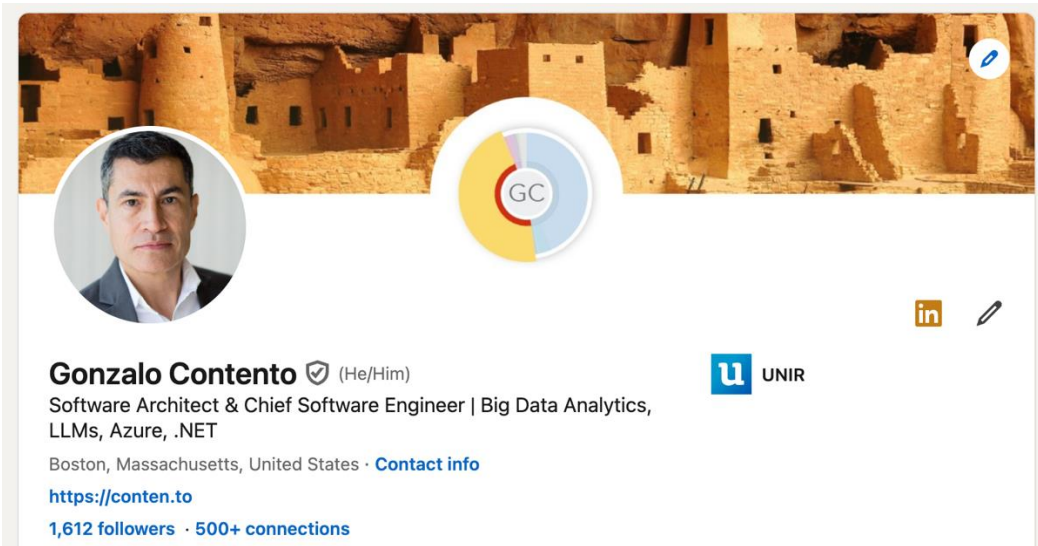 GC
in
Gonzalo Contento (He/Him)
u UNIR
Software Architect & Chief Software Engineer | Big Data Analytics,
LLMs, Azure, .NET
Boston, Massachusetts, United States · Contact info
https://conten.to
1,612 followers · 500+ connections